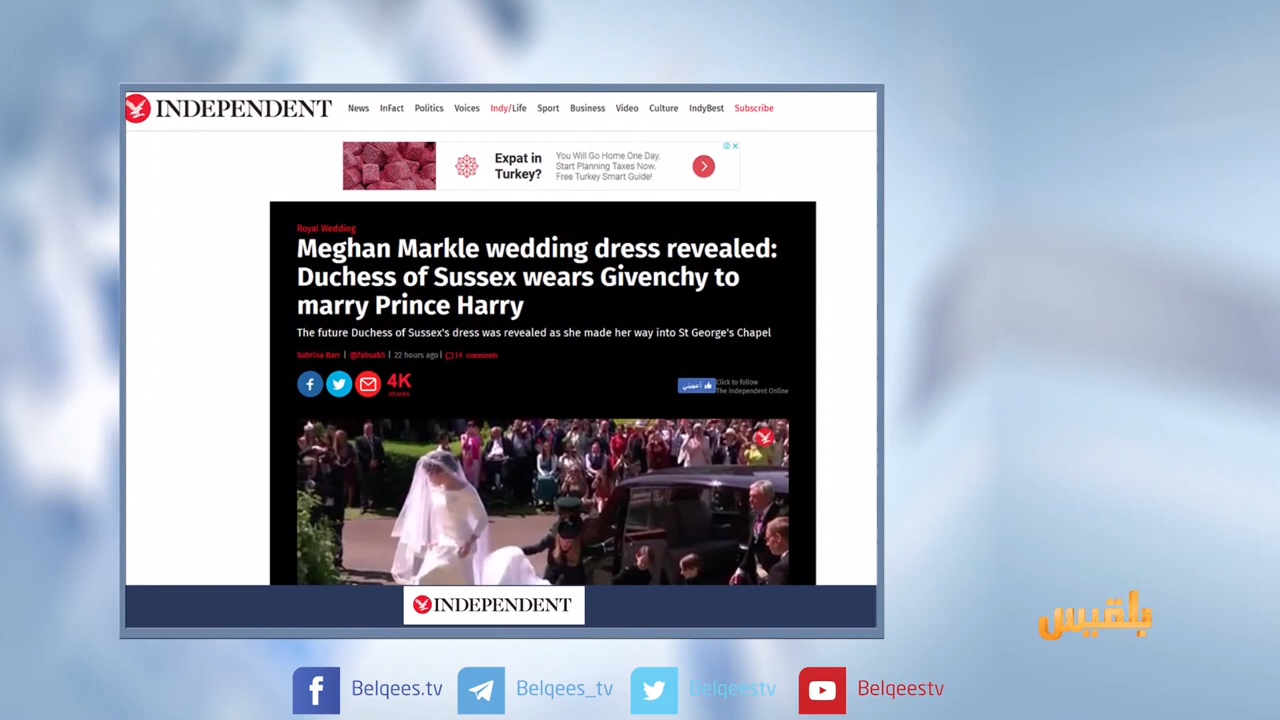 INDEPENDENT
News InFact Politics Voices Indy/Life Sport Business Video Culture IndyBest Subscribe
Expat in
Turkey?
You Will Go Home One Day.
Start Planning Taxes Now.
Free Turkey Smart Guide!
Royal Wedding
Meghan Markle wedding dress revealed:
Duchess of Sussex wears Givenchy to
marry Prince Harry
The future Duchess of Sussex's dress was revealed as she made her way into St George's Chapel
Sabrina Barr | @fabsab5 | 22 hours ago | 14 comments
4K
shares
أعجبني
Click to follow
The Independent Online
INDEPENDENT
بلقيس
Belqees.tv
Belqees_tv
Belqeestv
Belqeestv